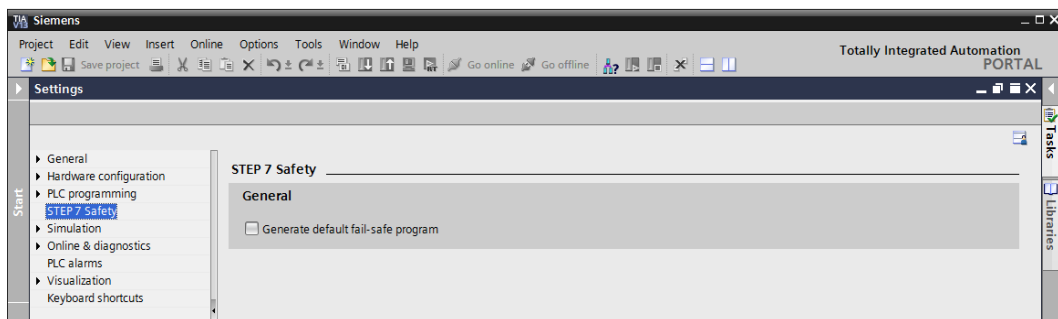 TIA V13 Siemens
Project Edit View Insert Online Options Tools Window Help
Totally Integrated Automation
PORTAL
Save project Go online Go offline
Settings
Start
General
Hardware configuration
PLC programming
STEP 7 Safety
Simulation
Online & diagnostics
PLC alarms
Visualization
Keyboard shortcuts
STEP 7 Safety
General
Generate default fail-safe program
Tasks
Libraries